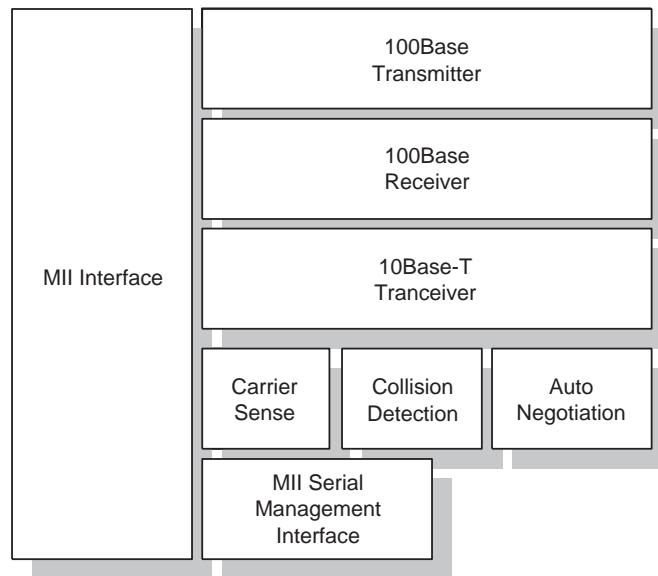 100Base
Transmitter
100Base
Receiver
MII Interface
10Base-T
Tranceiver
Carrier
Sense
Collision
Detection
Auto
Negotiation
MII Serial
Management
Interface